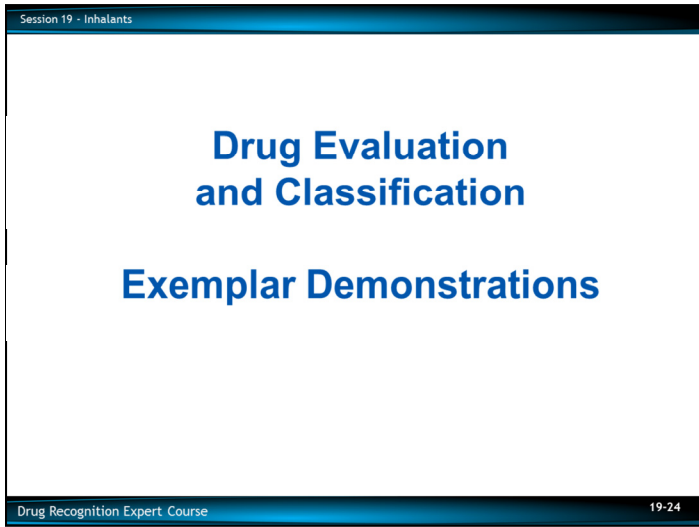 Session 19 - Inhalants
Drug Evaluation
and Classification
Exemplar Demonstrations
Drug Recognition Expert Course
19-24